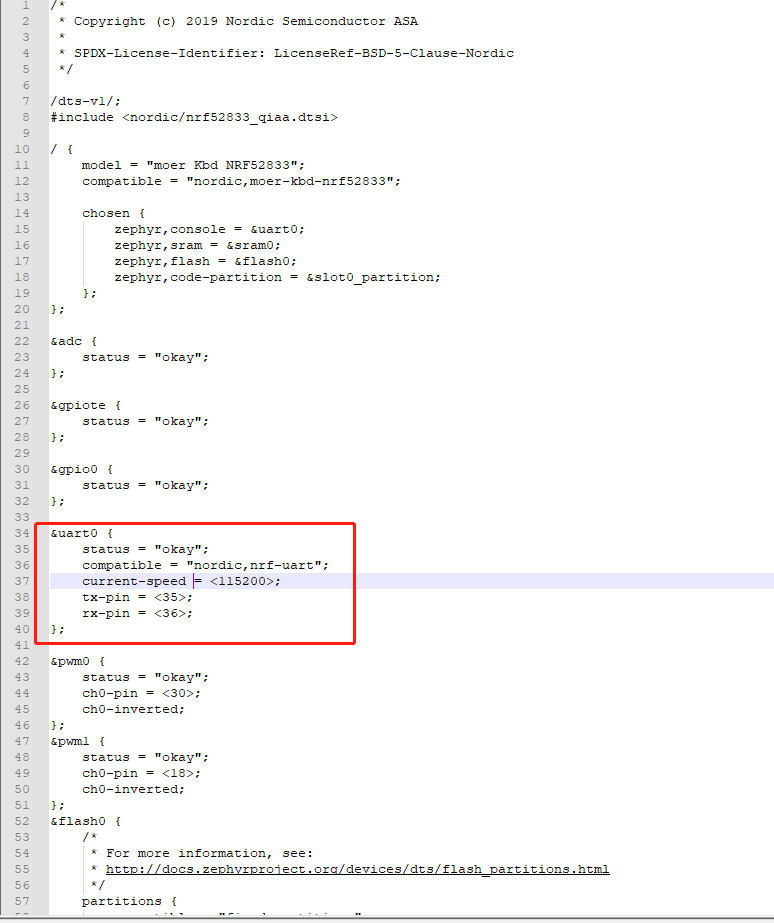 1 /*
2  * Copyright (c) 2019 Nordic Semiconductor ASA
3  *
4  * SPDX-License-Identifier: LicenseRef-BSD-5-Clause-Nordic
5  */
6
7 /dts-v1/;
8 #include <nordic/nrf52833_qiaa.dtsi>
9
10 / {
11     model = "moer Kbd NRF52833";
12     compatible = "nordic,moer-kbd-nrf52833";
13
14     chosen {
15         zephyr,console = &uart0;
16         zephyr,sram = &sram0;
17         zephyr,flash = &flash0;
18         zephyr,code-partition = &slot0_partition;
19     };
20 };
21
22 &adc {
23     status = "okay";
24 };
25
26 &gpiote {
27     status = "okay";
28 };
29
30 &gpio0 {
31     status = "okay";
32 };
33
34 &uart0 {
35     status = "okay";
36     compatible = "nordic,nrf-uart";
37     current-speed = <115200>;
38     tx-pin = <35>;
39     rx-pin = <36>;
40 };
41
42 &pwm0 {
43     status = "okay";
44     ch0-pin = <30>;
45     ch0-inverted;
46 };
47 &pwm1 {
48     status = "okay";
49     ch0-pin = <18>;
50     ch0-inverted;
51 };
52 &flash0 {
53     /*
54      * For more information, see:
55      * http://docs.zephyrproject.org/devices/dts/flash_partitions.html
56      */
57     partitions {